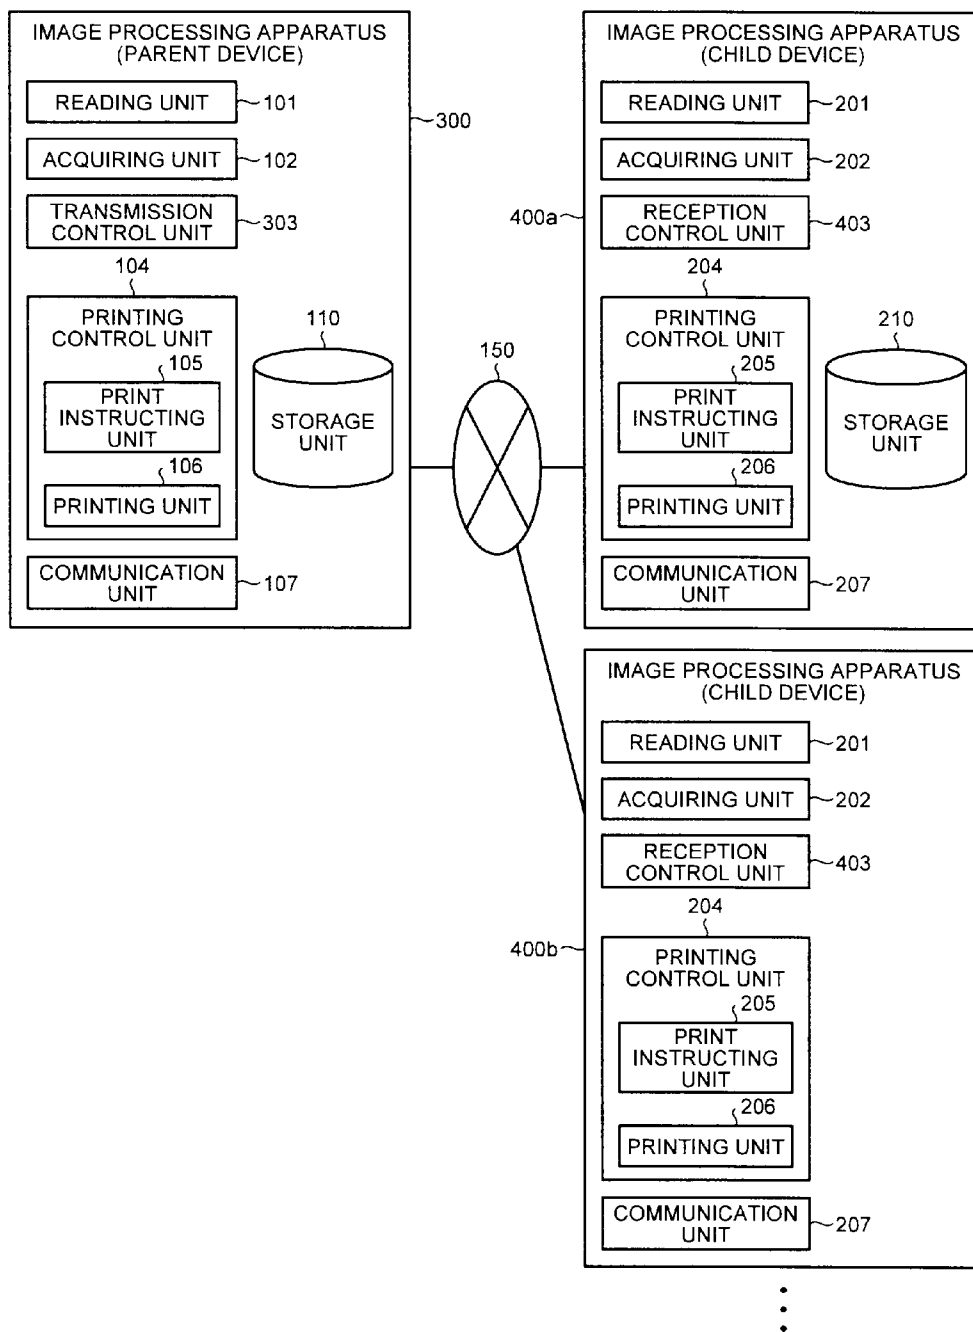 IMAGE PROCESSING APPARATUS
(PARENT DEVICE)
READING UNIT
101
ACQUIRING UNIT
102
TRANSMISSION
CONTROL UNIT
303
104
PRINTING
CONTROL UNIT
105
PRINT
INSTRUCTING
UNIT
106
PRINTING UNIT
110
STORAGE
UNIT
COMMUNICATION
UNIT
107
300
150
IMAGE PROCESSING APPARATUS
(CHILD DEVICE)
READING UNIT
201
ACQUIRING UNIT
202
RECEPTION
CONTROL UNIT
403
400a
204
PRINTING
CONTROL UNIT
205
PRINT
INSTRUCTING
UNIT
206
PRINTING UNIT
210
STORAGE
UNIT
COMMUNICATION
UNIT
207
IMAGE PROCESSING APPARATUS
(CHILD DEVICE)
READING UNIT
201
ACQUIRING UNIT
202
RECEPTION
CONTROL UNIT
403
204
400b
PRINTING
CONTROL UNIT
205
PRINT
INSTRUCTING
UNIT
206
PRINTING UNIT
COMMUNICATION
UNIT
207